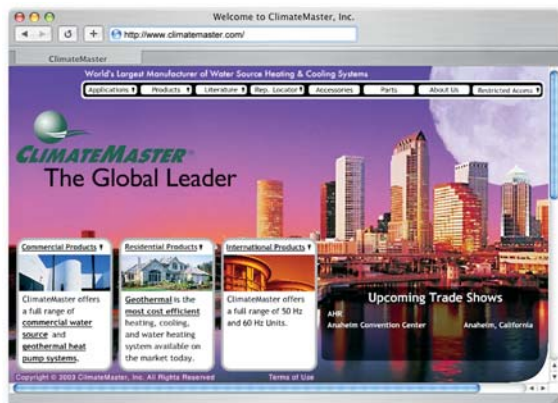 Welcome to ClimateMaster, Inc.
http://www.climatemaster.com/
ClimateMaster
World's Largest Manufacturer of Water Source Heating & Cooling Systems
Applications Products Literature Rep. Locator Accessories Parts About Us Restricted Access
CLIMATEMASTER
The Global Leader
Commercial Products
ClimateMaster offers
a full range of
commercial water
source and
geothermal heat
pump systems.
Residential Products
Geothermal is the
most cost efficient
heating, cooling,
and water heating
system available on
the market today.
International Products
ClimateMaster offers
a full range of 50 Hz
and 60 Hz Units.
Upcoming Trade Shows
AHR
Anaheim Convention Center Anaheim, California
Copyright © 2003 ClimateMaster, Inc. All Rights Reserved Terms of Use